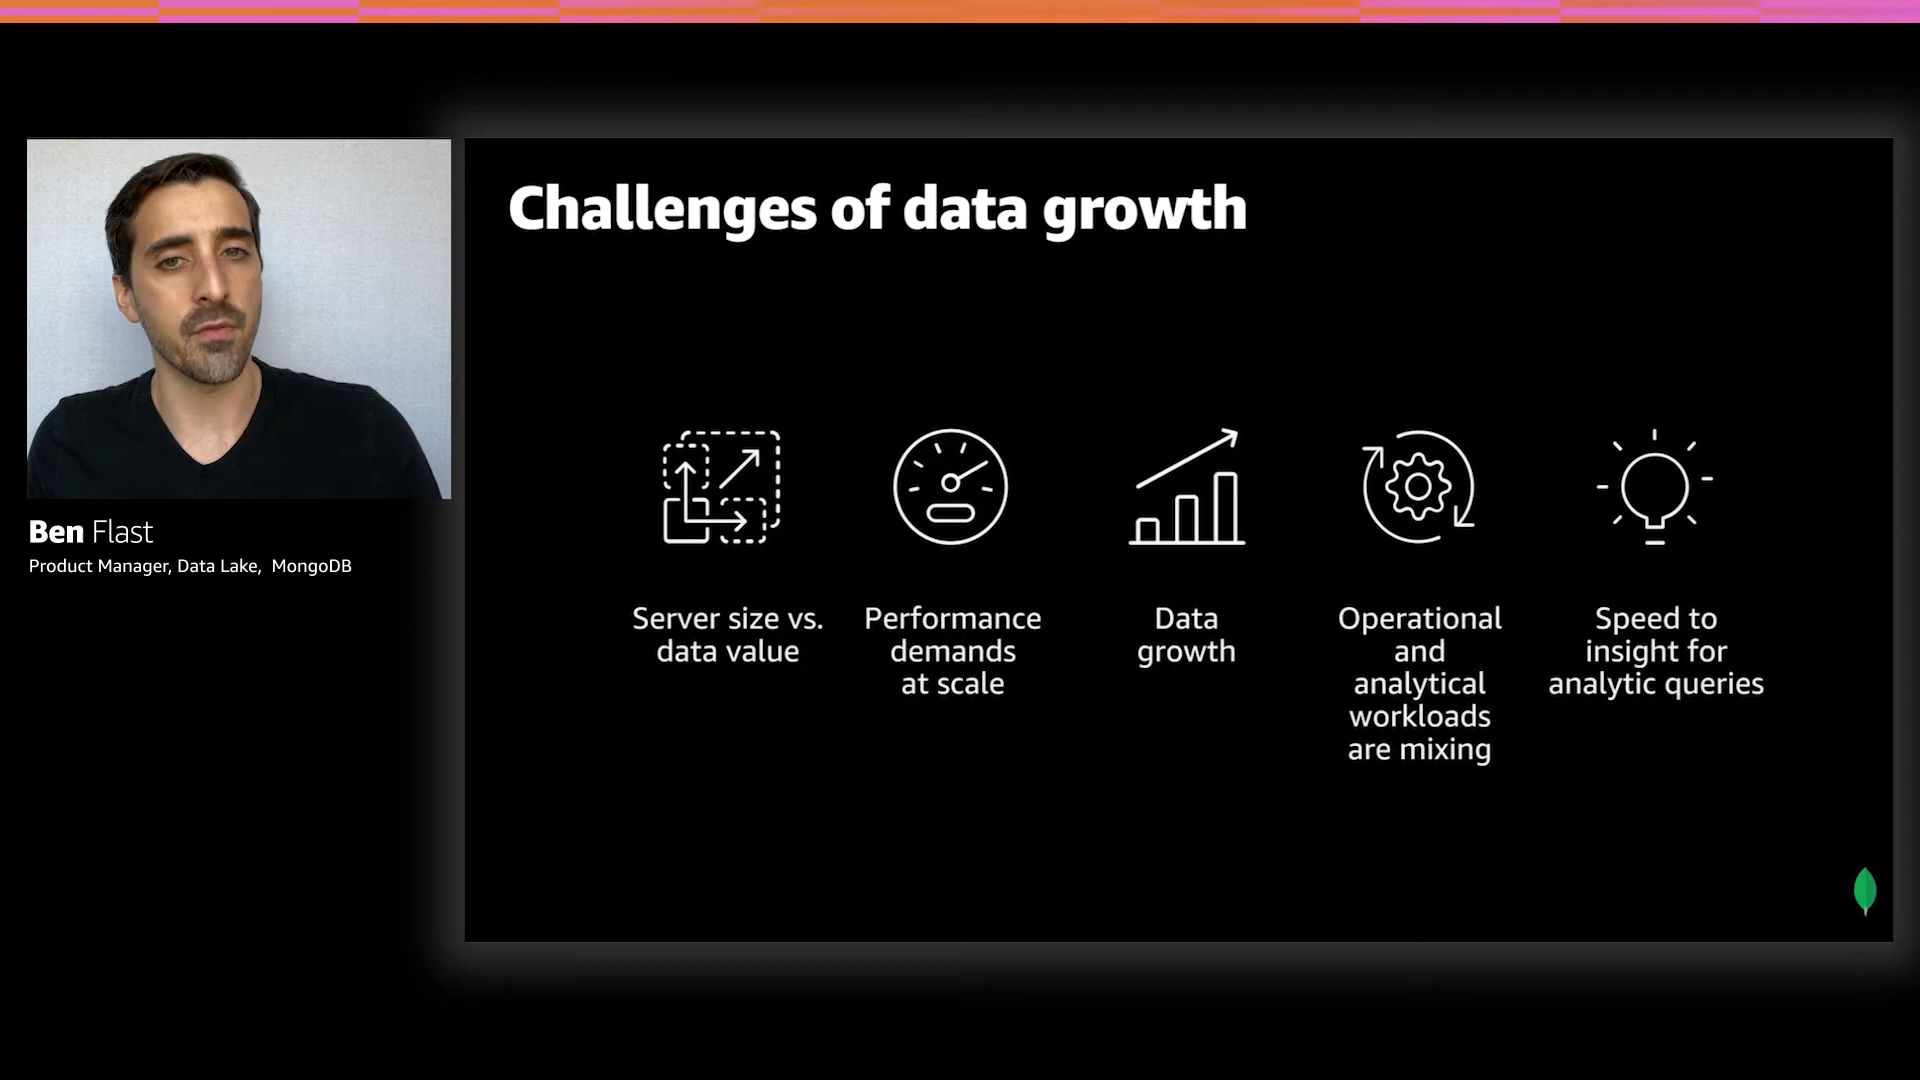 Challenges of data growth
Ben Flast
Product Manager, Data Lake, MongoDB
Server size vs.
data value
Performance
demands
at scale
Data
growth
Operational
and
analytical
workloads
are mixing
Speed to
insight for
analytic queries